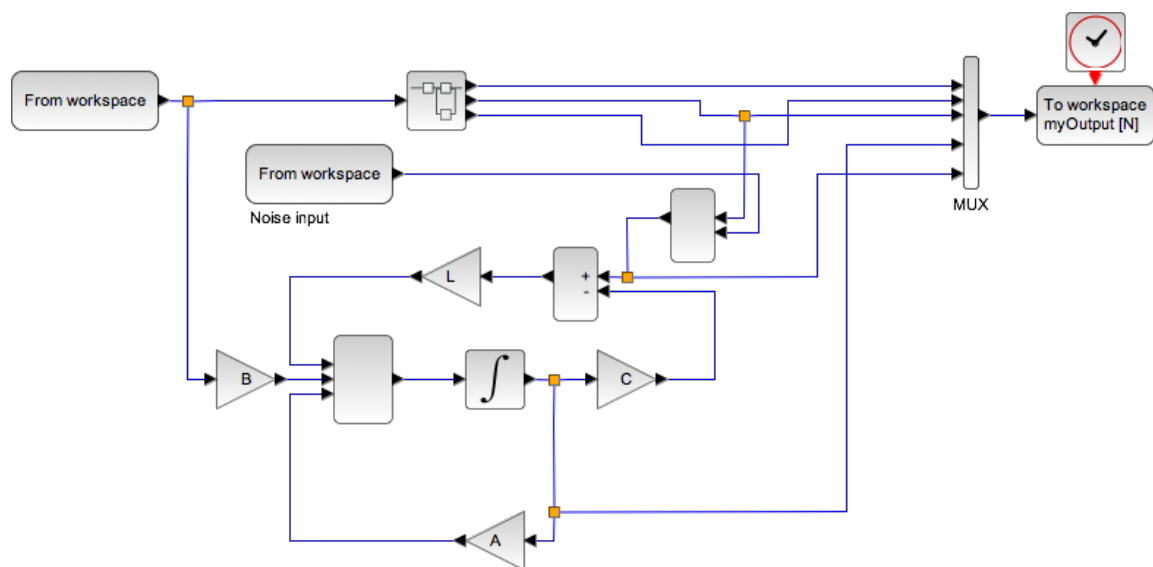 From workspace
To workspace
myOutput [N]
From workspace
Noise input
MUX
L
+
-
B
∫
C
A